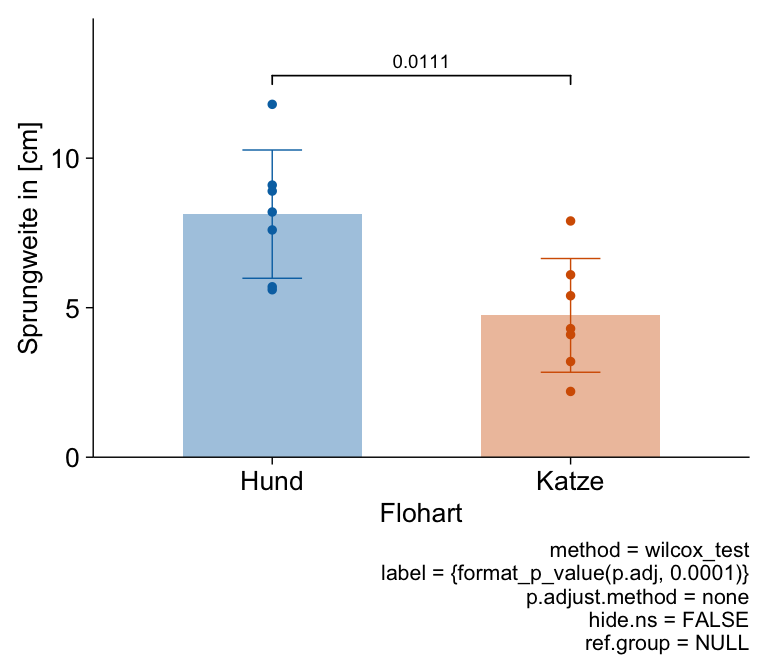 0.0111
Sprungweite in [cm]
10
5
0
Hund Katze
Flohart
method = wilcox_test
label = {format_p_value(p.adj, 0.0001)}
p.adjust.method = none
hide.ns = FALSE
ref.group = NULL